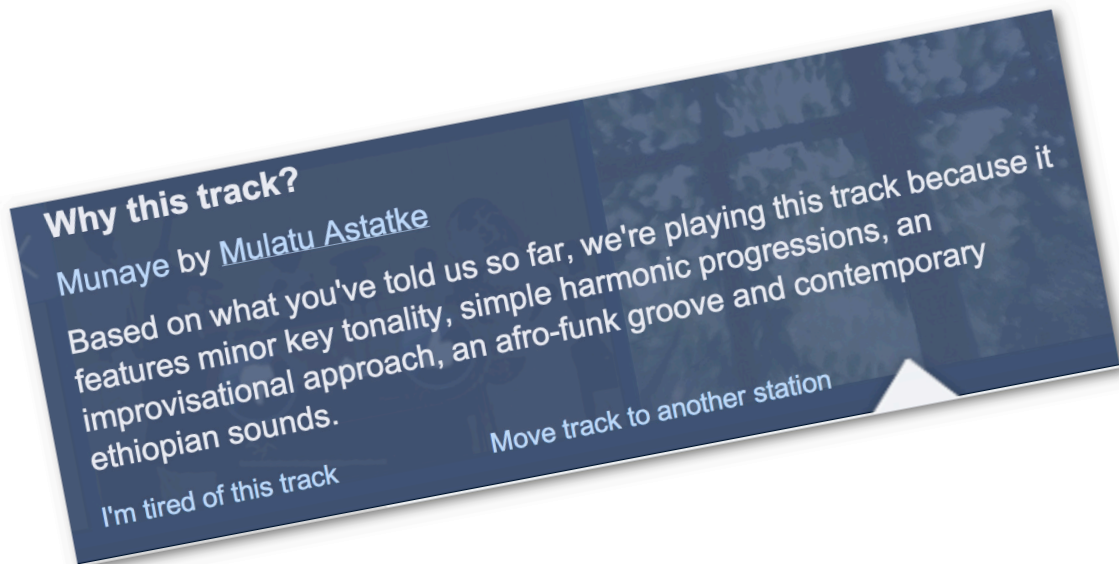 Why this track?
Munaye by Mulatu Astatke
Based on what you've told us so far, we're playing this track because it
features minor key tonality, simple harmonic progressions, an
improvisational approach, an afro-funk groove and contemporary
ethiopian sounds.
I'm tired of this track
Move track to another station